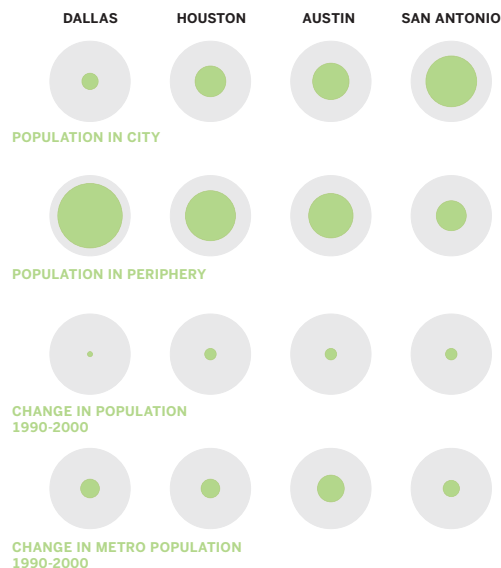 DALLAS HOUSTON AUSTIN SAN ANTONIO
POPULATION IN CITY
POPULATION IN PERIPHERY
CHANGE IN POPULATION
1990-2000
CHANGE IN METRO POPULATION
1990-2000